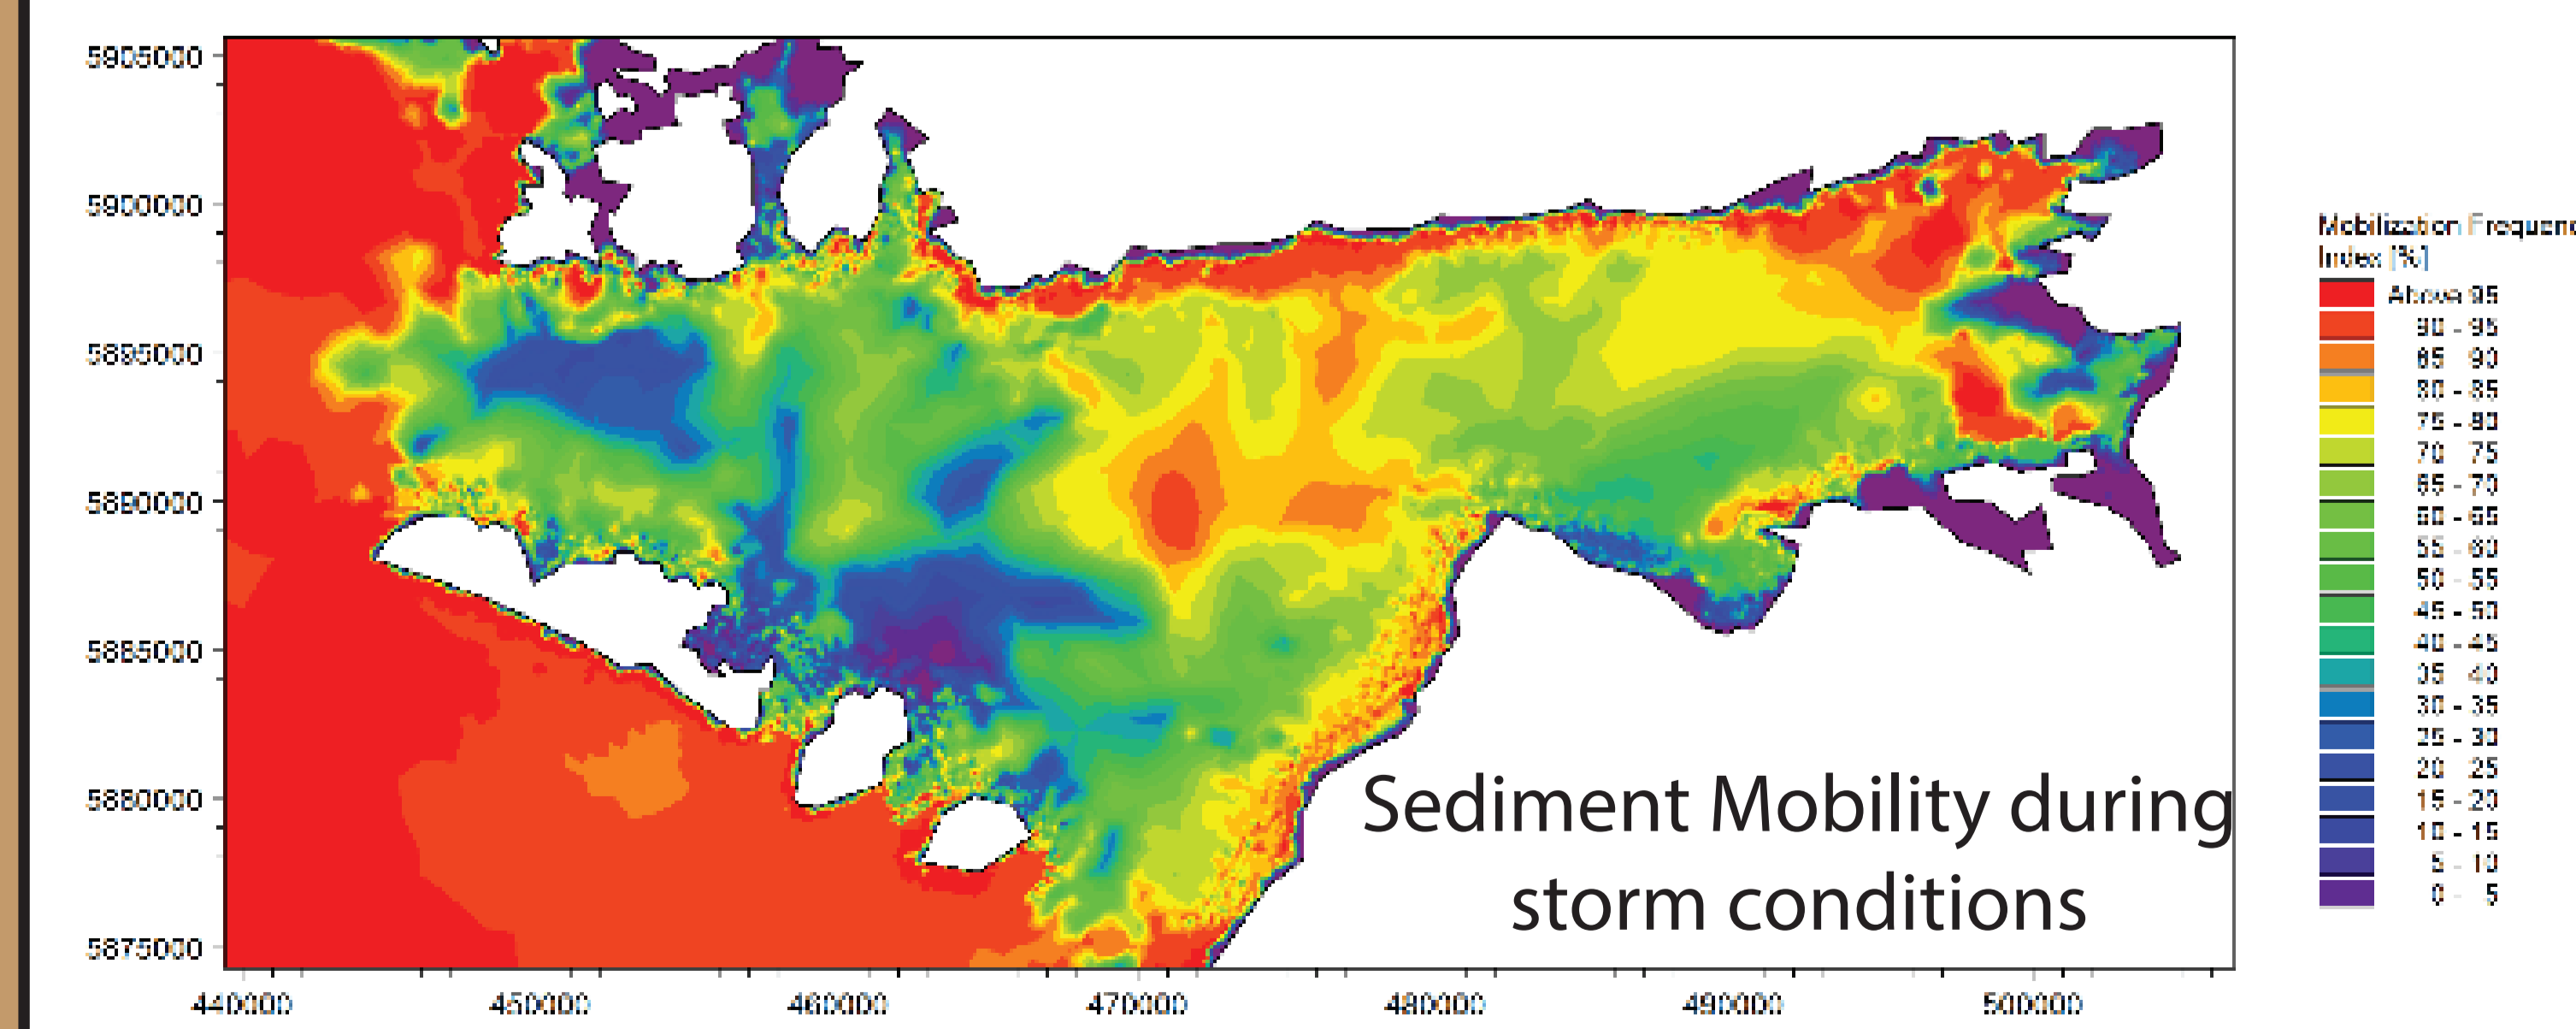 5905000
5900000
5895000
5890000
5885000
5880000
5875000
440000
450000
460000
470000
480000
490000
500000
Sediment Mobility during
storm conditions
Mobilization Frequenc
Index [%]
Above 95
90 - 95
85 - 90
80 - 85
75 - 80
70 - 75
65 - 70
60 - 65
55 - 60
50 - 55
45 - 50
40 - 45
35 - 40
30 - 35
25 - 30
20 - 25
15 - 20
10 - 15
5 - 10
0 - 5